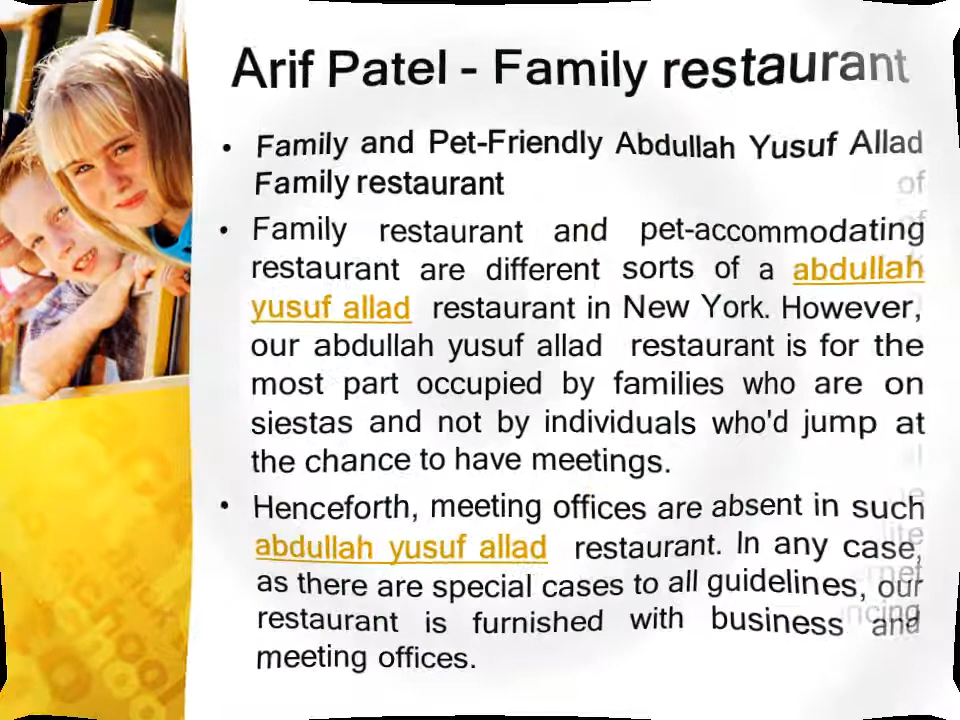 Arif Patel - Family restaurant
• Family and Pet-Friendly Abdullah Yusuf Allad
Family restaurant
• Family restaurant and pet-accommodating
restaurant are different sorts of a abdullah
yusuf allad restaurant in New York. However,
our abdullah yusuf allad restaurant is for the
most part occupied by families who are on
siestas and not by individuals who'd jump at
the chance to have meetings.
• Henceforth, meeting offices are absent in such
abdullah yusuf allad restaurant. In any case,
as there are special cases to all guidelines, our
restaurant is furnished with business and
meeting offices.